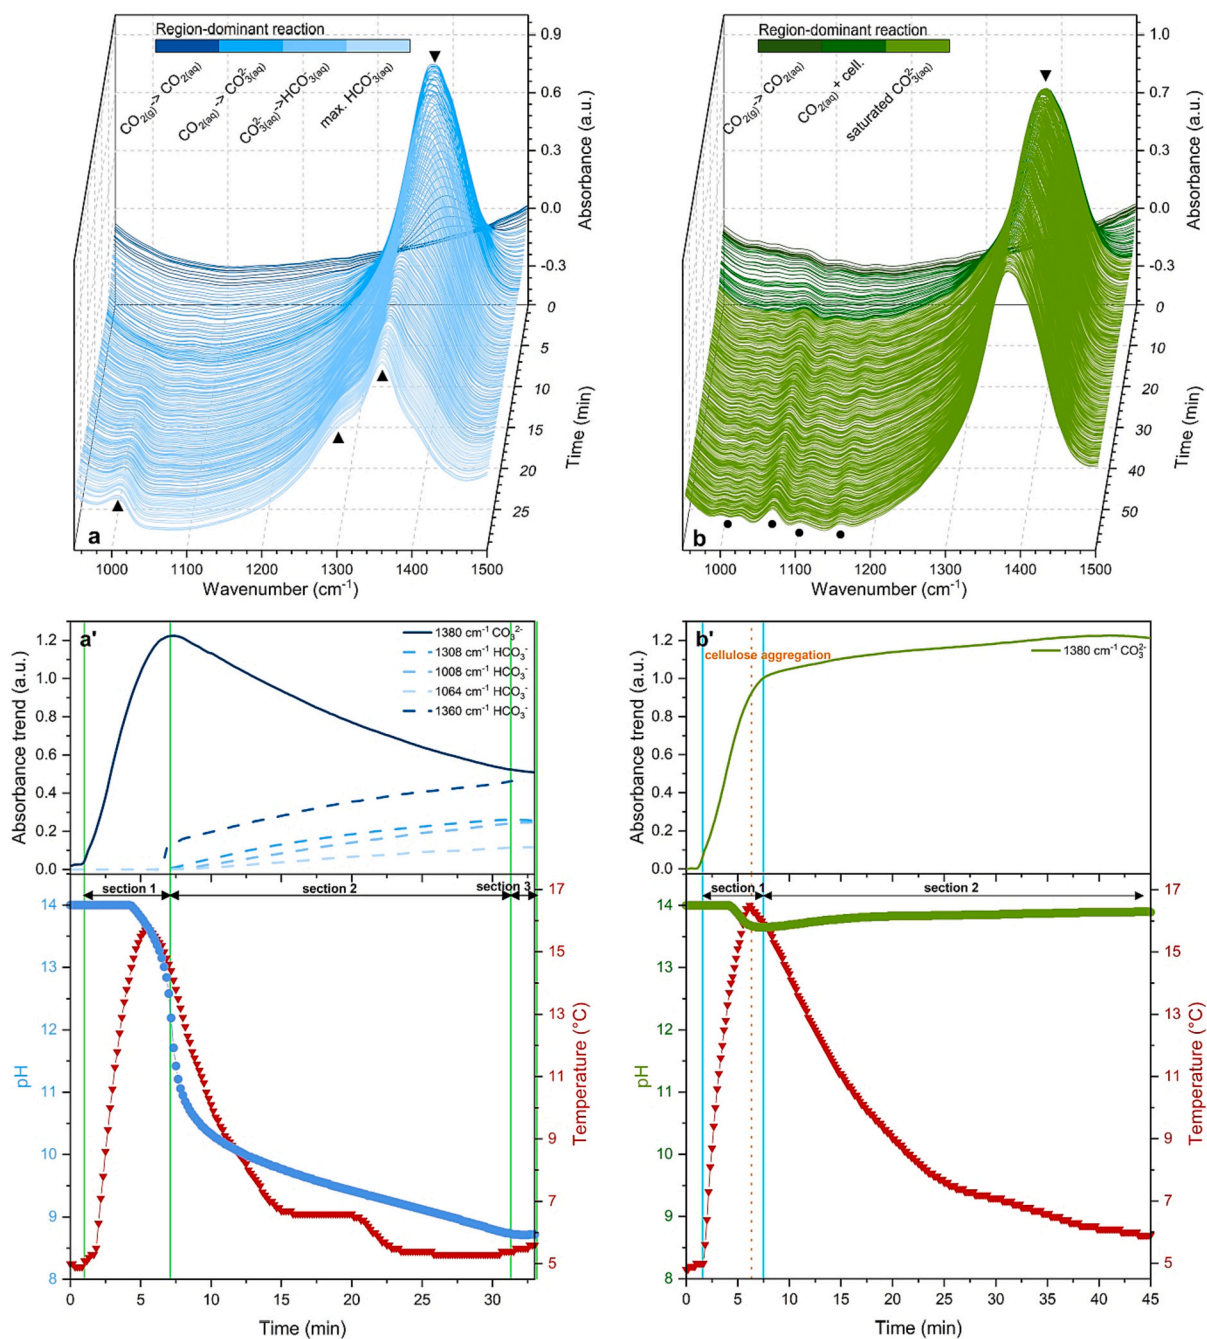 Region-dominant reaction
CO2(g)-> CO2(aq)
CO2(aq) -> CO3(aq)2-
CO3(aq)2- ->HCO3(aq)-
max. HCO3(aq)-
0.9
0.6
0.3
0.0
-0.3
Absorbance (a.u.)
0
5
10
15
20
25
Time (min)
a
1000
1100
1200
1300
1400
1500
Wavenumber (cm-1)
Region-dominant reaction
CO2(g) -> CO2(aq)
CO2(aq) + cell.
saturated CO3(aq)2-
1.0
0.7
0.3
0.0
-0.3
Absorbance (a.u.)
0
10
20
30
40
50
Time (min)
b
1000
1100
1200
1300
1400
1500
Wavenumber (cm-1)
a'
1380 cm-1 CO32-
1308 cm-1 HCO3-
1008 cm-1 HCO3-
1064 cm-1 HCO3-
1360 cm-1 HCO3-
1.2
1.0
0.8
0.6
0.4
0.2
0.0
Absorbance trend (a.u.)
section 1
section 2
section 3
14
13
12
11
10
9
8
pH
17
15
13
11
9
7
5
Temperature (°C)
0
5
10
15
20
25
30
Time (min)
b'
cellulose aggregation
1380 cm-1 CO32-
1.2
1.0
0.8
0.6
0.4
0.2
0.0
Absorbance trend (a.u.)
section 1
section 2
14
13
12
11
10
9
8
pH
17
15
13
11
9
7
5
Temperature (°C)
0
5
10
15
20
25
30
35
40
45
Time (min)